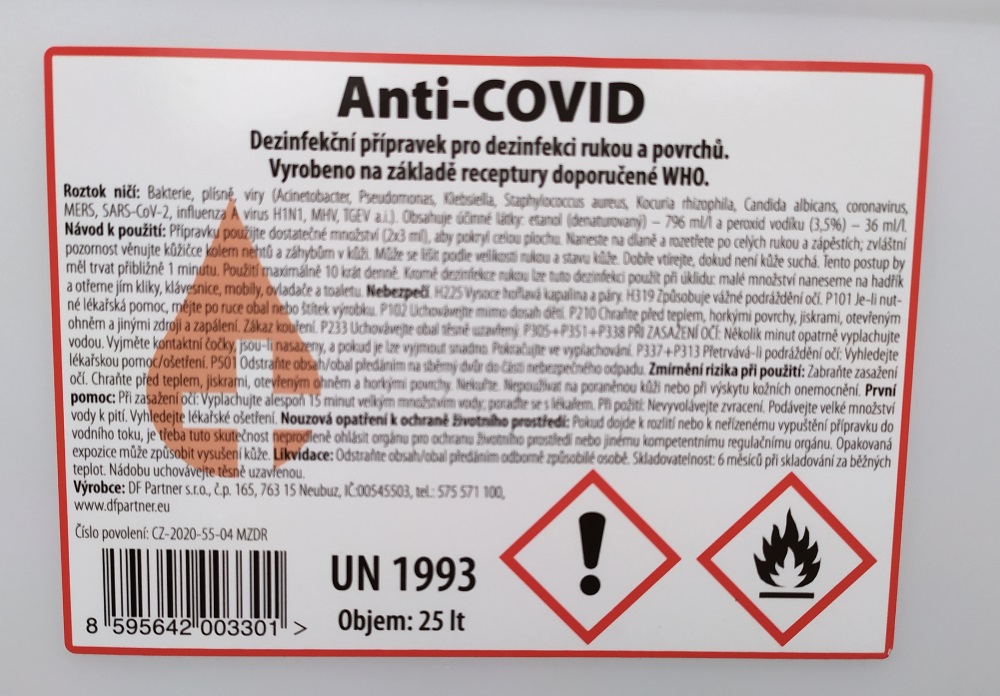 Anti-COVID
Dezinfekční přípravek pro dezinfekci rukou a povrchů.
Vyrobeno na základě receptury doporučené WHO.
Roztok ničí: Bakterie, plísně, viry (Acinetobacter, Pseudomonas, Klebsiella, Staphylococcus aureus, Kocuria rhizophila, Candida albicans, coronavirus,
MERS, SARS-CoV-2, influenza A virus H1N1, MHV, TGEV a.i.). Obsahuje účinné látky: etanol (denaturovaný) – 796 ml/l a peroxid vodíku (3,5%) – 36 ml/l.
Návod k použití: Přípravku použijte dostatečné množství (2x3 ml), aby pokryl celou plochu. Naneste na dlaně a rozetřete po celých rukou a zápěstích; zvláštní
pozornost věnujte kůžičce kolem nehtů a záhybům v kůži. Může se lišit podle velikosti rukou a stavu kůže. Dobře vtírejte, dokud není kůže suchá. Tento postup by
měl trvat přibližně 1 minutu. Použití maximálně 10 krát denně. Kromě dezinfekce rukou lze tuto dezinfekci použít při úklidu: malé množství naneseme na hadřík
a otřeme jím kliky, klávesnice, mobily, ovladače a toaletu. Nebezpečí. H225 Vysoce hořlavá kapalina a páry. H319 Způsobuje vážné podráždění očí. P101 Je-li nut-
né lékařská pomoc, mějte po ruce obal nebo štítek výrobku. P102 Uchovávejte mimo dosah dětí. P210 Chraňte před teplem, horkými povrchy, jiskrami, otevřeným
ohněm a jinými zdroji a zapálení. Zákaz kouření. P233 Uchovávejte obal těsně uzavřený. P305+P351+P338 PŘI ZASAŽENÍ OČÍ: Několik minut opatrně vyplachujte
vodou. Vyjměte kontaktní čočky, jsou-li nasazeny, a pokud je lze vyjmout snadno. Pokračujte ve vyplachování. P337+P313 Přetrvává-li podráždění očí: Vyhledejte
lékařskou pomoc/ošetření. P501 Odstraňte obsah/obal předáním na sběrný dvůr do části nebezpečného odpadu. Zmírnění rizika při použití: Zabraňte zasažení
očí. Chraňte před teplem, jiskrami, otevřeným ohněm a horkými povrchy. Nekuřte. Nepoužívat na poraněnou kůži nebo při výskytu kožních onemocnění. První
pomoc: Při zasažení očí: Vyplachujte alespoň 15 minut velkým množstvím vody; poraďte se s lékařem. Při požití: Nevyvolávejte zvracení. Podávejte velké množství
vody k pití. Vyhledejte lékařské ošetření. Nouzová opatření k ochraně životního prostředí: Pokud dojde k rozlití nebo k neřízenému vypuštění přípravku do
vodního toku, je třeba tuto skutečnost neprodleně ohlásit orgánu pro ochranu životního prostředí nebo jinému kompetentnímu regulačnímu orgánu. Opakovaná
expozice může způsobit vysušení kůže. Likvidace: Odstraňte obsah/obal předáním odborně způsobilé osobě. Skladovatelnost: 6 měsíců při skladování za běžných
teplot. Nádobu uchovávejte těsně uzavřenou.
Výrobce: DF Partner s.r.o., č.p. 165, 763 15 Neubuz, IČ:00545503, tel.: 575 571 100,
www.dfpartner.eu
Číslo povolení: CZ-2020-55-04 MZDR
UN 1993
Objem: 25 lt
8 595642 003301 >